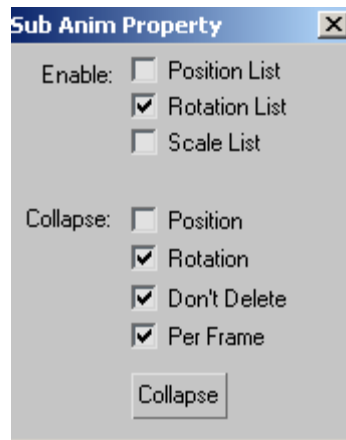 Sub Anim Property
Enable: Position List
Rotation List
Scale List
Collapse: Position
Rotation
Don't Delete
Per Frame
Collapse